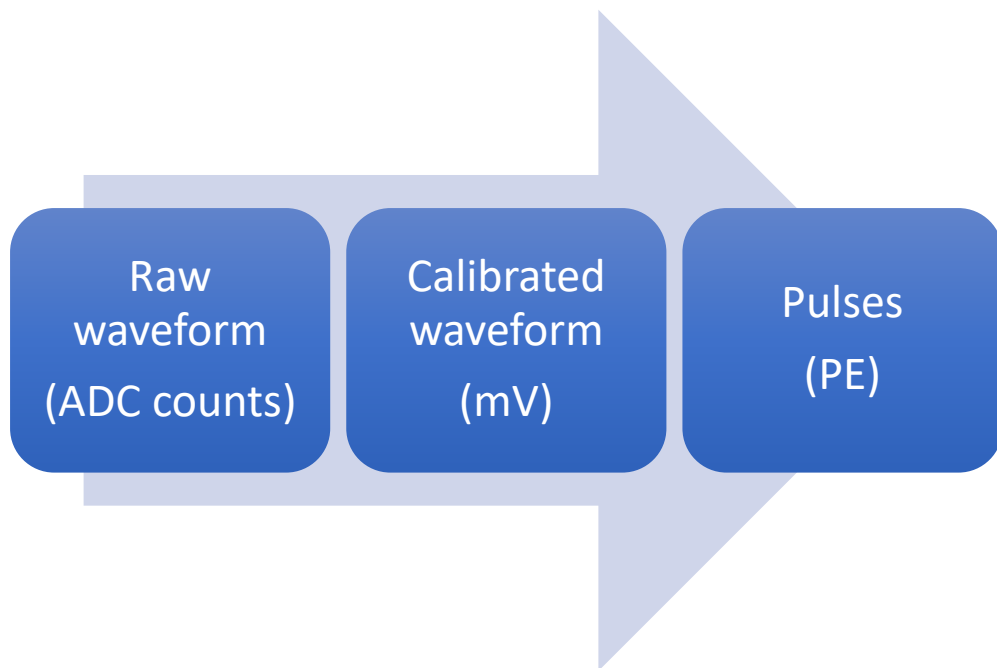 Raw
waveform
(ADC counts)
Calibrated
waveform
(mV)
Pulses
(PE)